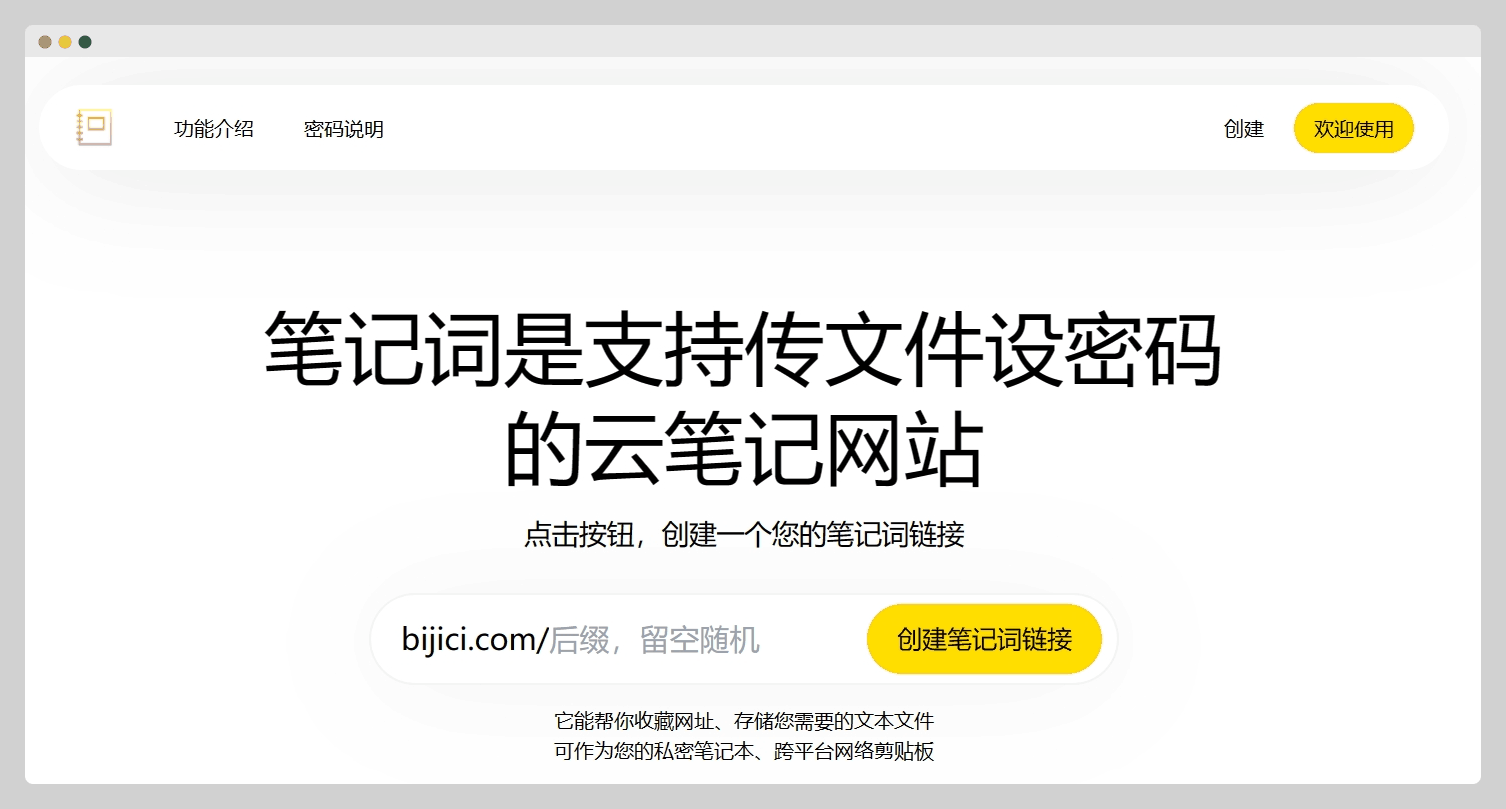 功能介绍
密码说明
创建
欢迎使用
笔记词是支持传文件设密码
的云笔记网站
点击按钮，创建一个您的笔记词链接
bijici.com/后缀，留空随机
创建笔记词链接
它能帮你收藏网址、存储您需要的文本文件
可作为您的私密笔记本、跨平台网络剪贴板